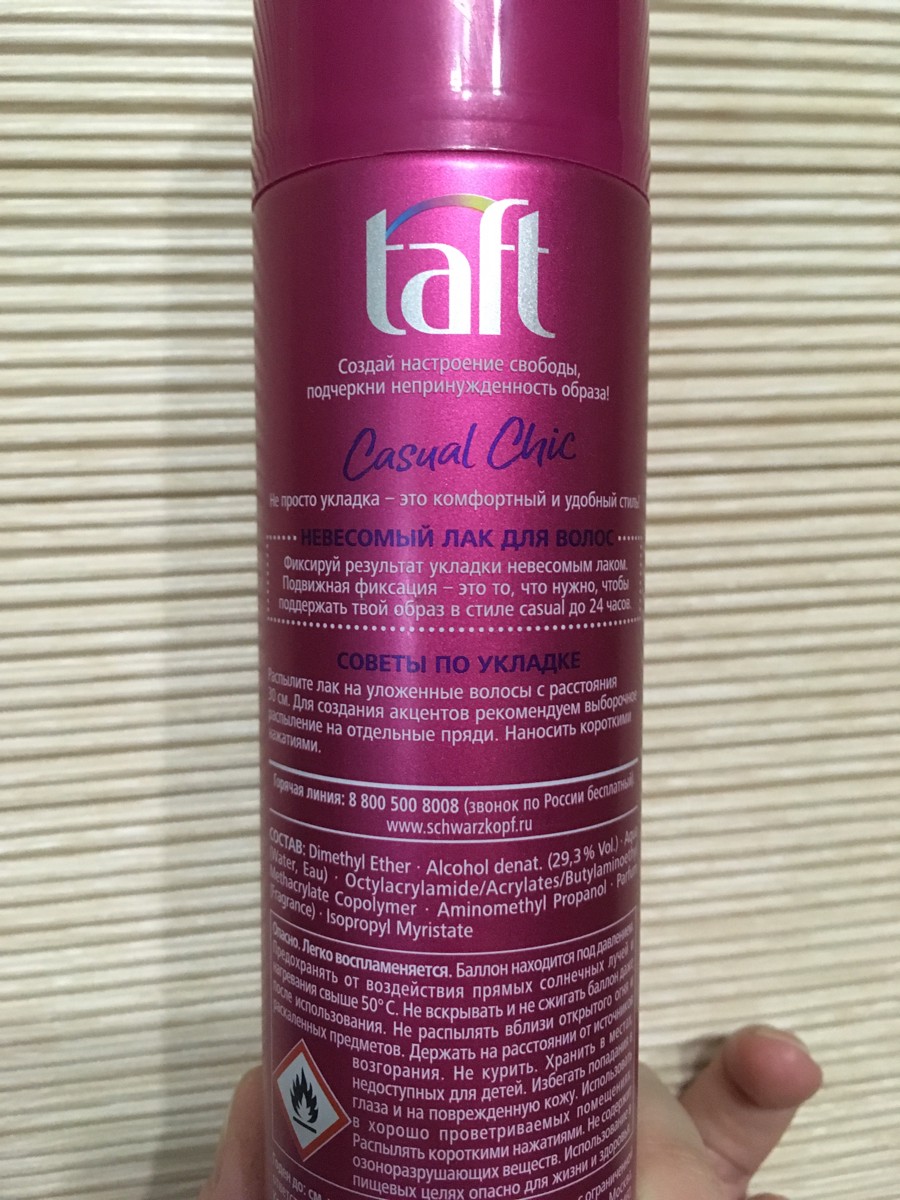 taft
Создай настроение свободы,
подчеркни непринужденность образа!
Casual Chic
Не просто укладка – это комфортный и удобный стиль!
НЕВЕСОМЫЙ ЛАК ДЛЯ ВОЛОС
Фиксируй результат укладки невесомым лаком.
Подвижная фиксация – это то, что нужно, чтобы
поддержать твой образ в стиле casual до 24 часов.
СОВЕТЫ ПО УКЛАДКЕ
Распылите лак на уложенные волосы с расстояния
30 см. Для создания акцентов рекомендуем выборочное
распыление на отдельные пряди. Наносить короткими
нажатиями.
Горячая линия: 8 800 500 8008 (звонок по России бесплатный)
www.schwarzkopf.ru
СОСТАВ: Dimethyl Ether · Alcohol denat. (29,3 % Vol.) · Aqua
(Water, Eau) · Octylacrylamide/Acrylates/Butylaminoethyl
Methacrylate Copolymer · Aminomethyl Propanol · Parfum
(Fragrance) · Isopropyl Myristate
Опасно. Легко воспламеняется. Баллон находится под давлением.
Предохранять от воздействия прямых солнечных лучей и
нагревания свыше 50° С. Не вскрывать и не сжигать баллон даже
после использования. Не распылять вблизи открытого огня и
раскаленных предметов. Держать на расстоянии от источников
возгорания. Не курить. Хранить в местах,
недоступных для детей. Избегать попадания в
глаза и на поврежденную кожу. Использовать
в хорошо проветриваемых помещениях.
Распылять короткими нажатиями. Не содержит
озоноразрушающих веществ. Использование в
пищевых целях опасно для жизни и здоровья.
Годен до: см.
с ограниченной